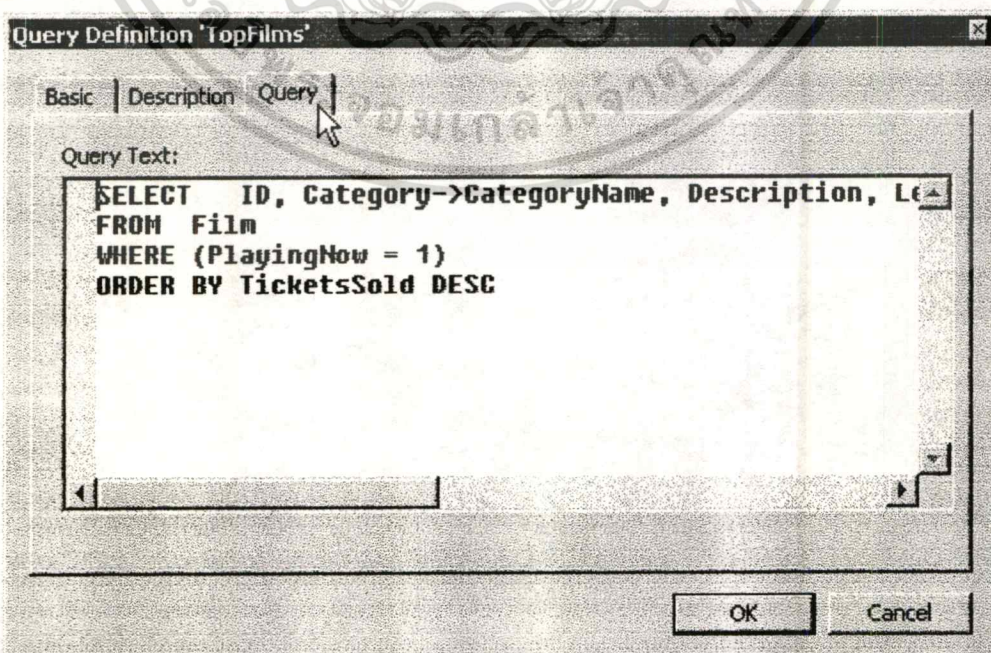 Query Definition 'TopFilms'
Basic Description Query
Query Text:
SELECT ID, Category->CategoryName, Description, Le
FROM Film
WHERE (PlayingNow = 1)
ORDER BY TicketsSold DESC
OK Cancel